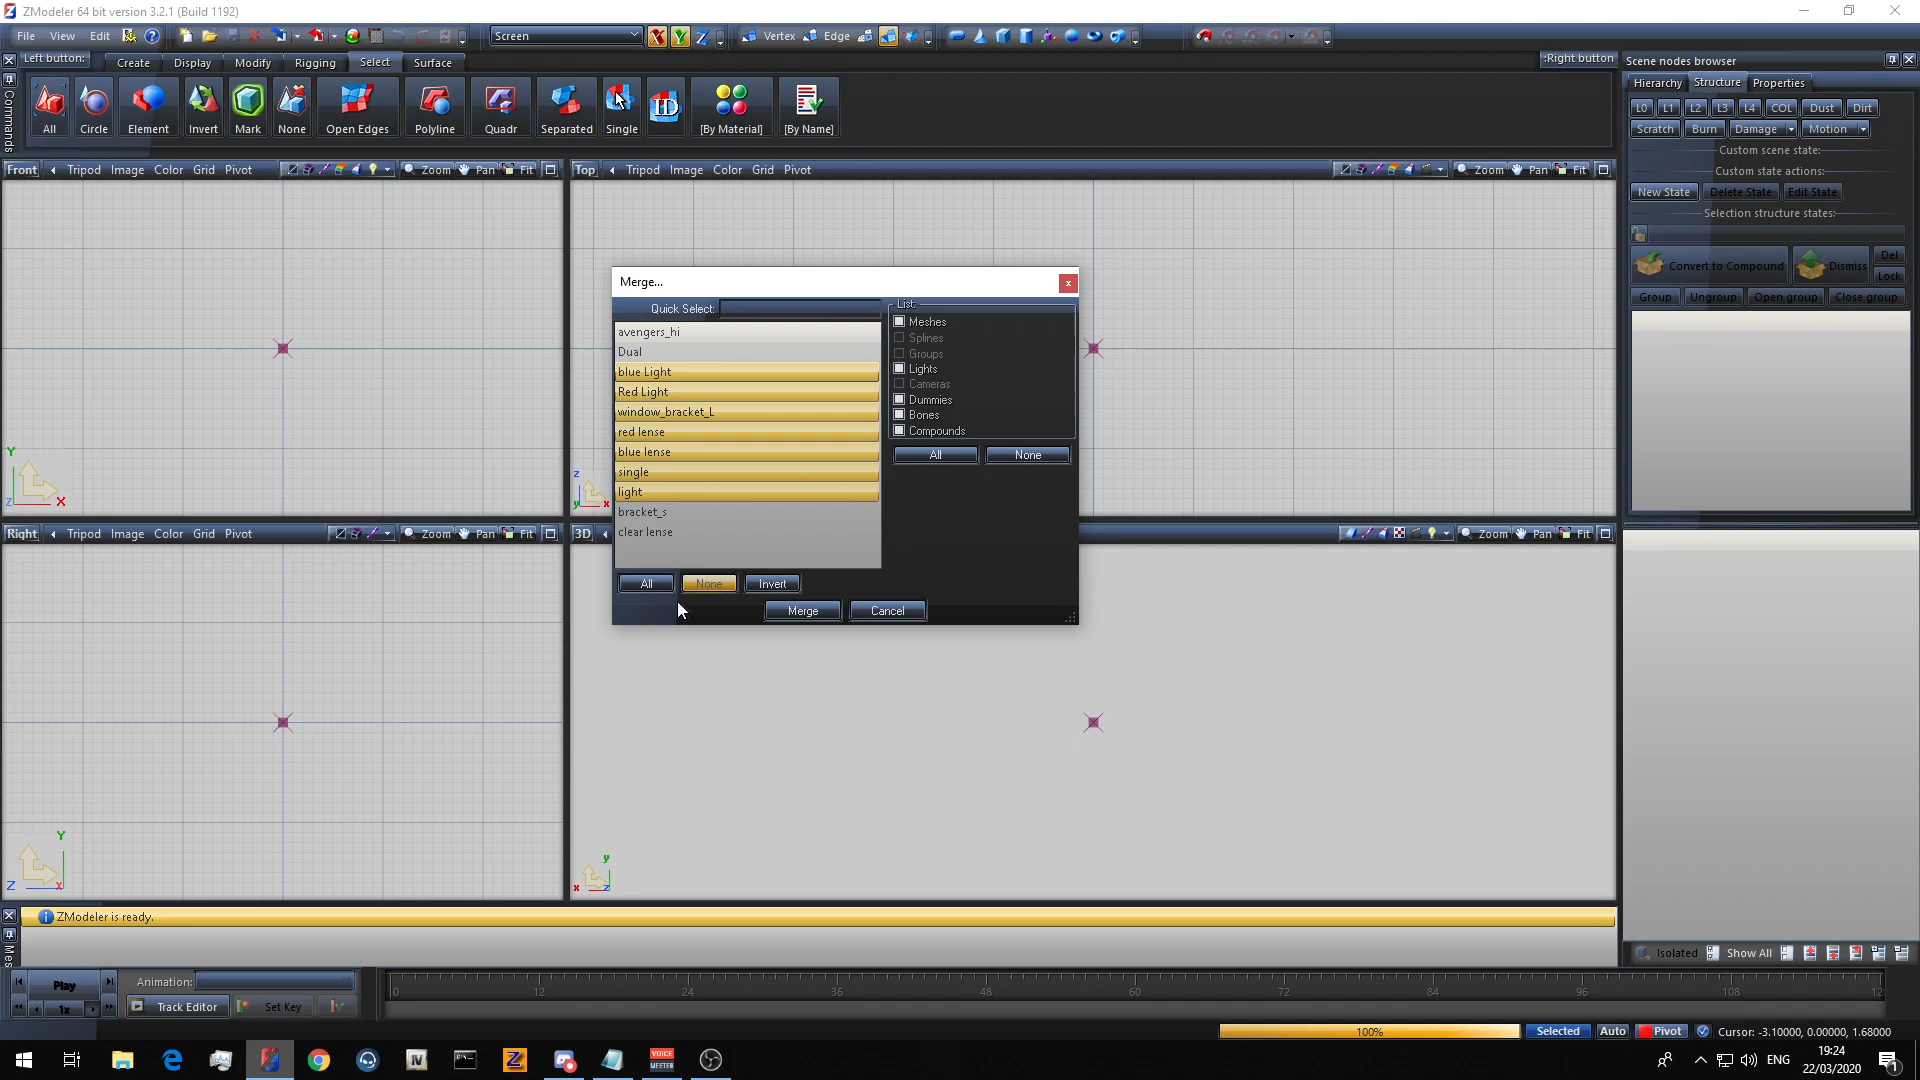 ZModeler 64 bit version 3.2.1 (Build 1192)
File View Edit Screen X Y Z Vertex Edge
Left button: Create Display Modify Rigging Select Surface :Right button
Commands
All Circle Element Invert Mark None Open Edges Polyline Quadr Separated Single ID [By Material] [By Name]
Scene nodes browser
Hierarchy Structure Properties
L0 L1 L2 L3 L4 COL Dust Dirt
Scratch Burn Damage Motion
Custom scene state:
Custom state actions:
New State Delete State Edit State
Selection structure states:
Convert to Compound Dismiss Del
Lock
Group Ungroup Open group Close group
Front Tripod Image Color Grid Pivot Zoom Pan Fit
Top Tripod Image Color Grid Pivot Zoom Pan Fit
Y
Z X
z
y x
Merge... x
Quick Select: List:
avengers_hi
Dual
blue Light
Red Light
window_bracket_L
red lense
blue lense
single
light
bracket_s
clear lense
Meshes
Splines
Groups
Lights
Cameras
Dummies
Bones
Compounds
All None
All None Invert
Merge Cancel
Right Tripod Image Color Grid Pivot Zoom Pan Fit
3D Zoom Pan Fit
Y
Z X
y
x z
ZModeler is ready.
Mes
Isolated Show All
Play Animation:
1x Track Editor Set Key
0 12 24 36 48 60 72 84 96 108 12
100% Selected Auto Pivot Cursor: -3.10000, 0.00000, 1.68000
IV Z VOICE MEETER ENG 19:24
22/03/2020 1